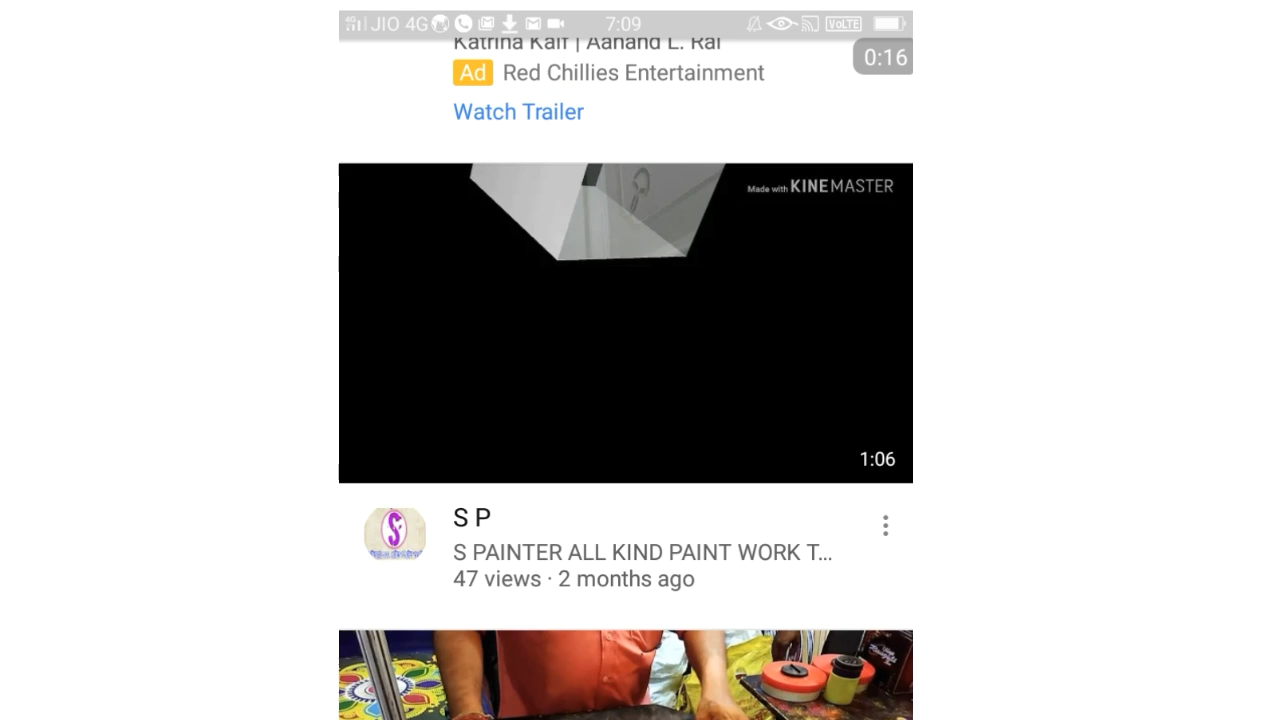 4G JIO 4G 7:09 VoLTE
Katrina Kaif | Aanand L. Rai
0:16
Ad Red Chillies Entertainment
Watch Trailer
Made with KINEMASTER
1:06
S P
S PAINTER ALL KIND PAINT WORK T...
47 views · 2 months ago